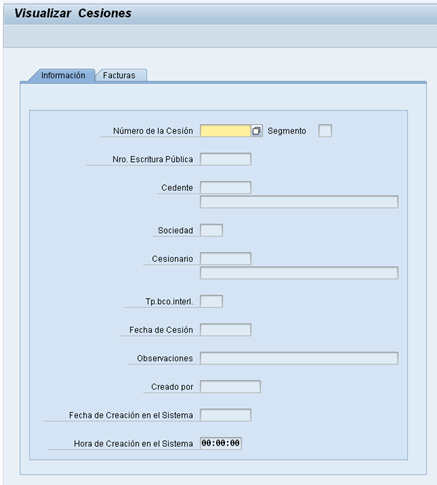 Visualizar Cesiones
Información Facturas
Número de la Cesión Segmento
Nro. Escritura Pública
Cedente
Sociedad
Cesionario
Tp.bco.interl.
Fecha de Cesión
Observaciones
Creado por
Fecha de Creación en el Sistema
Hora de Creación en el Sistema 00:00:00